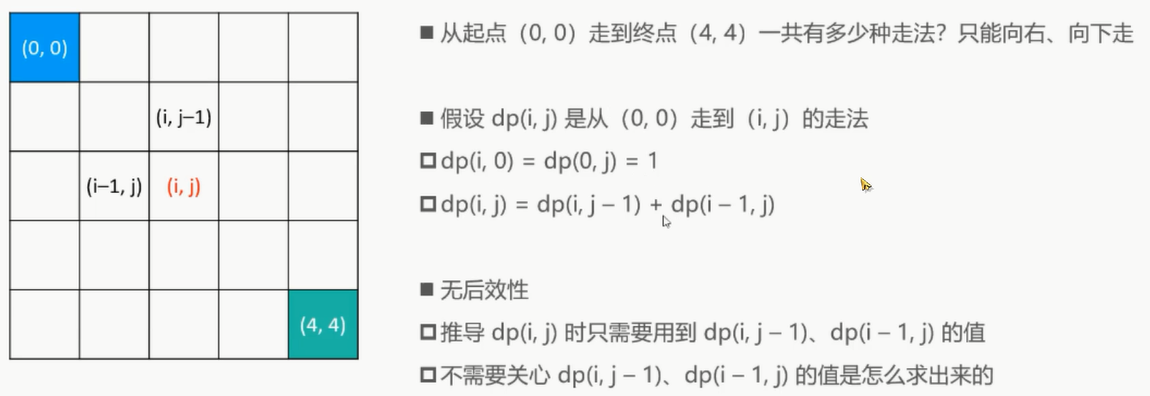 (0, 0)
(i, j–1)
(i–1, j) (i, j)
(4, 4)
■ 从起点（0, 0）走到终点（4, 4）一共有多少种走法？只能向右、向下走
■ 假设 dp(i, j) 是从（0, 0）走到（i, j）的走法
dp(i, 0) = dp(0, j) = 1
dp(i, j) = dp(i, j – 1) + dp(i – 1, j)
■ 无后效性
推导 dp(i, j) 时只需要用到 dp(i, j – 1)、dp(i – 1, j) 的值
不需要关心 dp(i, j – 1)、dp(i – 1, j) 的值是怎么求出来的